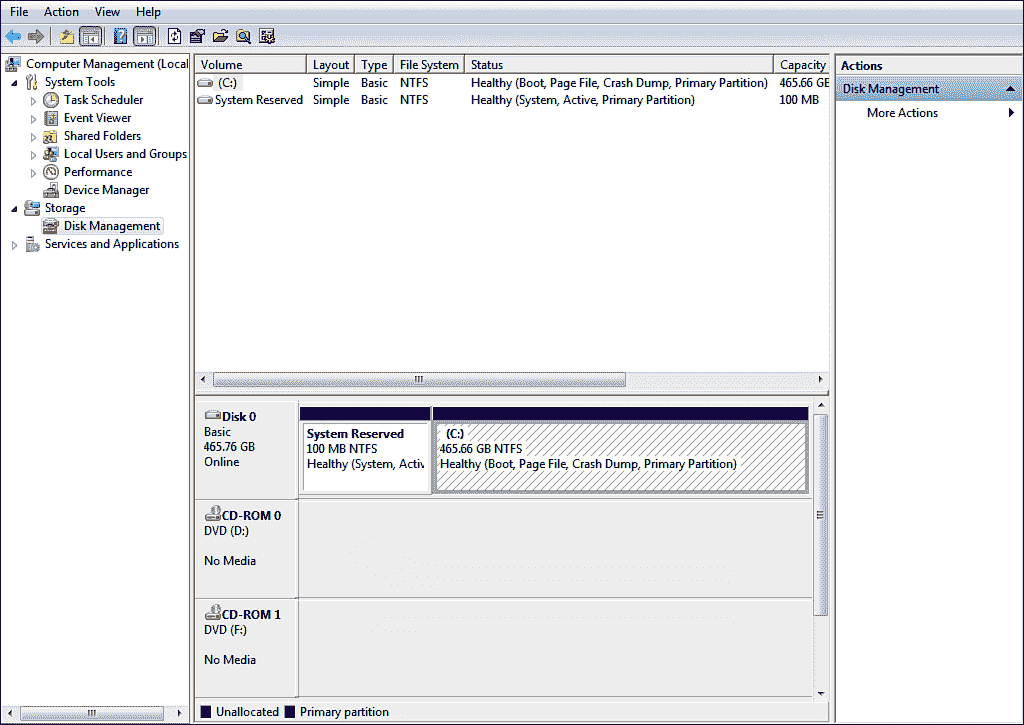 File Action View Help
Computer Management (Local
System Tools
Task Scheduler
Event Viewer
Shared Folders
Local Users and Groups
Performance
Device Manager
Storage
Disk Management
Services and Applications
Volume Layout Type File System Status Capacity
(C:) Simple Basic NTFS Healthy (Boot, Page File, Crash Dump, Primary Partition) 465.66 GB
System Reserved Simple Basic NTFS Healthy (System, Active, Primary Partition) 100 MB
Disk 0
Basic
465.76 GB
Online
System Reserved
100 MB NTFS
Healthy (System, Activ
(C:)
465.66 GB NTFS
Healthy (Boot, Page File, Crash Dump, Primary Partition)
CD-ROM 0
DVD (D:)
No Media
CD-ROM 1
DVD (F:)
No Media
Unallocated Primary partition
Actions
Disk Management
More Actions